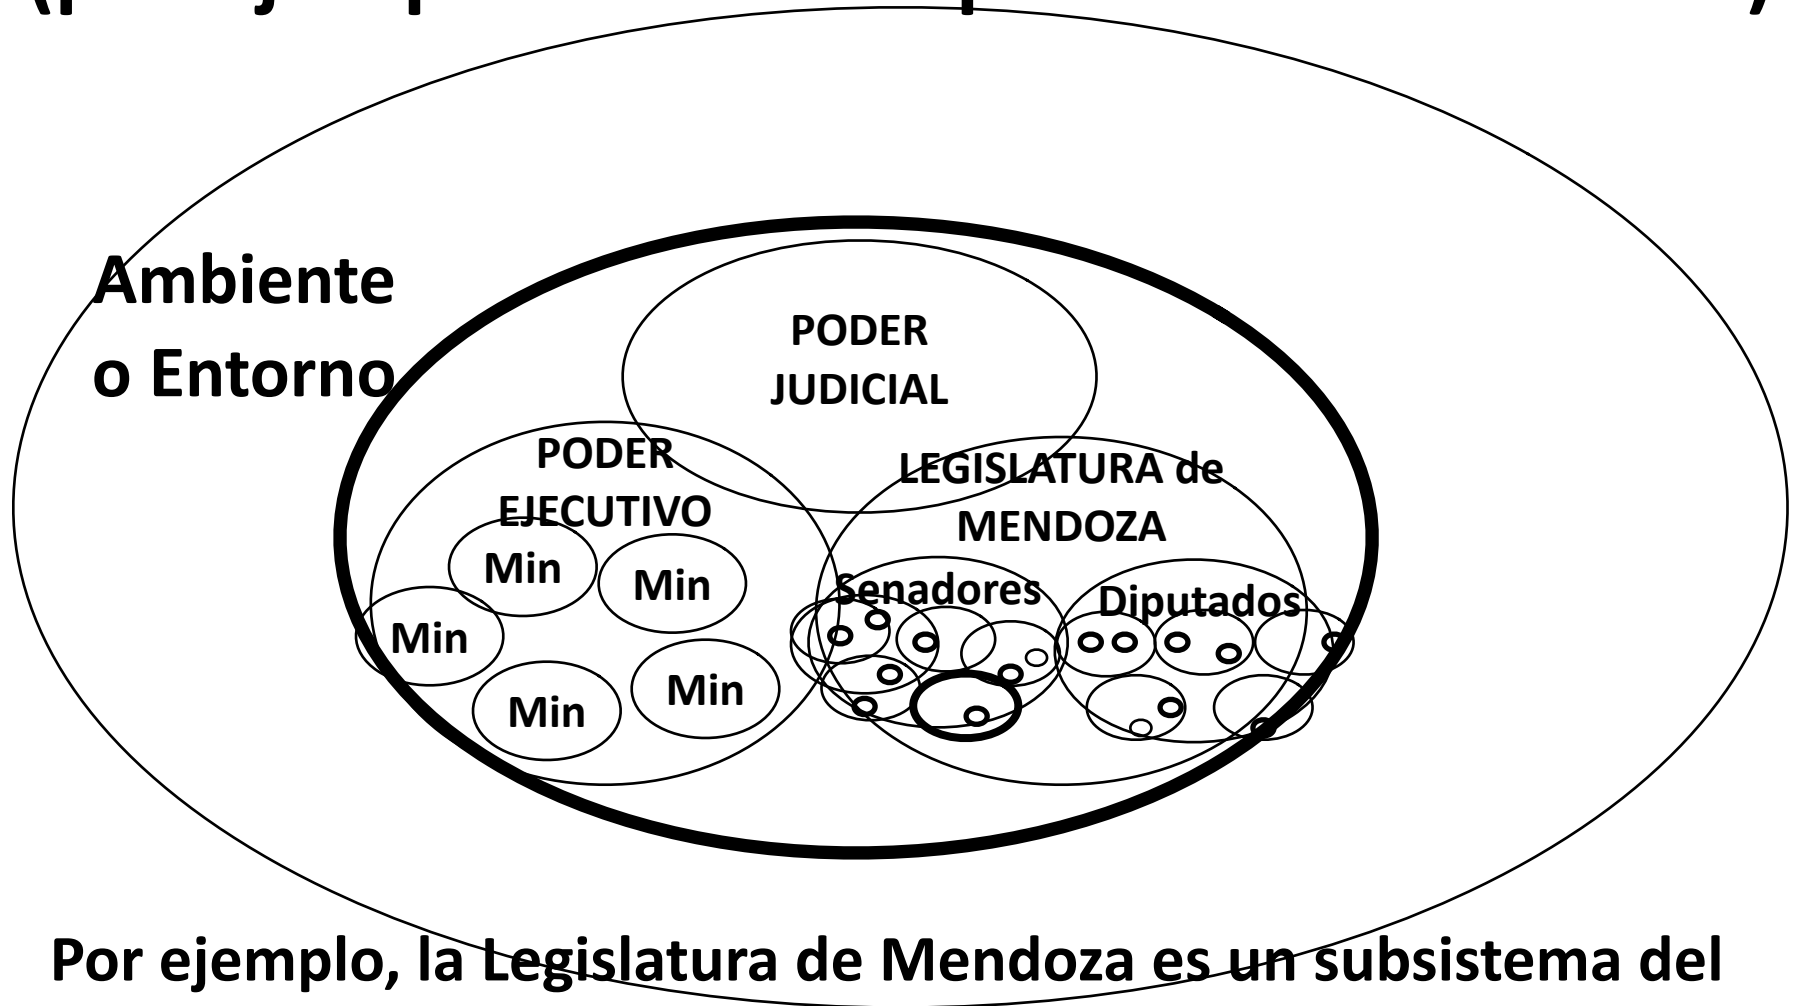 Ambiente
o Entorno
PODER
JUDICIAL
PODER
EJECUTIVO
LEGISLATURA de
MENDOZA
Min
Min
Min
Min
Min
Senadores
Diputados
Por ejemplo, la Legislatura de Mendoza es un subsistema del